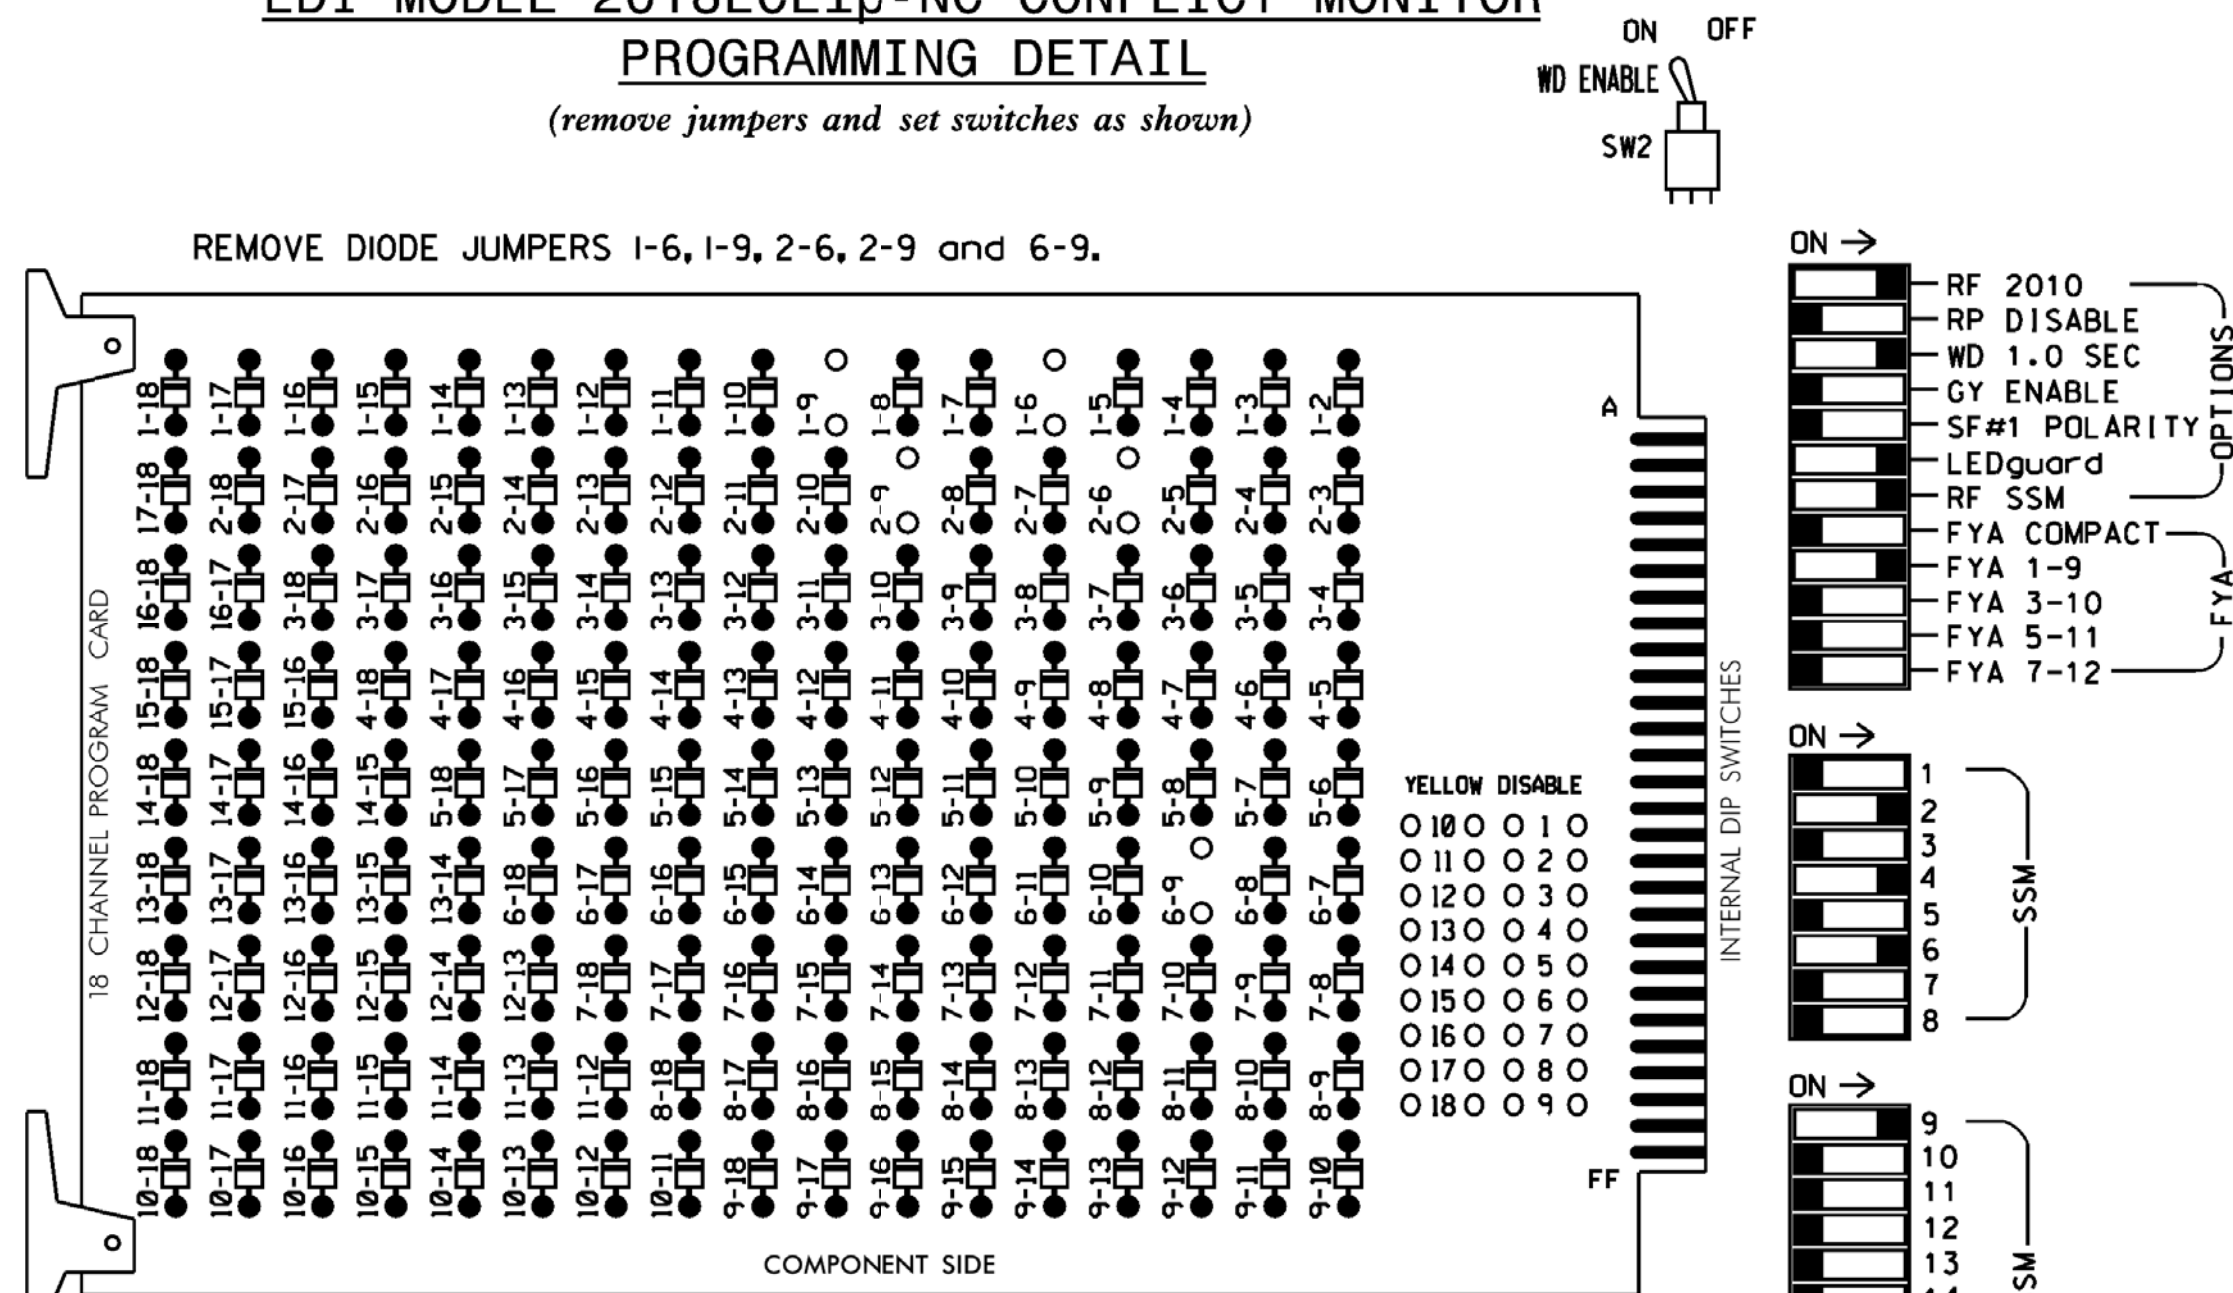 EDI MODEL 2018ECLip-NC CONFLICT MONITOR
PROGRAMMING DETAIL
(remove jumpers and set switches as shown)
ON OFF
WD ENABLE
SW2
REMOVE DIODE JUMPERS 1-6, 1-9, 2-6, 2-9 and 6-9.
18 CHANNEL PROGRAM CARD
1-18 1-17 1-16 1-15 1-14 1-13 1-12 1-11 1-10 1-9 1-8 1-7 1-6 1-5 1-4 1-3 1-2
17-18 2-18 2-17 2-16 2-15 2-14 2-13 2-12 2-11 2-10 2-9 2-8 2-7 2-6 2-5 2-4 2-3
16-18 16-17 3-18 3-17 3-16 3-15 3-14 3-13 3-12 3-11 3-10 3-9 3-8 3-7 3-6 3-5 3-4
15-18 15-17 15-16 4-18 4-17 4-16 4-15 4-14 4-13 4-12 4-11 4-10 4-9 4-8 4-7 4-6 4-5
14-18 14-17 14-16 14-15 5-18 5-17 5-16 5-15 5-14 5-13 5-12 5-11 5-10 5-9 5-8 5-7 5-6
13-18 13-17 13-16 13-15 13-14 6-18 6-17 6-16 6-15 6-14 6-13 6-12 6-11 6-10 6-9 6-8 6-7
12-18 12-17 12-16 12-15 12-14 12-13 7-18 7-17 7-16 7-15 7-14 7-13 7-12 7-11 7-10 7-9 7-8
11-18 11-17 11-16 11-15 11-14 11-13 11-12 8-18 8-17 8-16 8-15 8-14 8-13 8-12 8-11 8-10 8-9
10-18 10-17 10-16 10-15 10-14 10-13 10-12 10-11 9-18 9-17 9-16 9-15 9-14 9-13 9-12 9-11 9-10
COMPONENT SIDE
A
FF
YELLOW DISABLE
10 1
11 2
12 3
13 4
14 5
15 6
16 7
17 8
18 9
INTERNAL DIP SWITCHES
ON →
RF 2010
RP DISABLE
WD 1.0 SEC
GY ENABLE
SF#1 POLARITY
LEDguard
RF SSM
OPTIONS
FYA COMPACT
FYA 1-9
FYA 3-10
FYA 5-11
FYA 7-12
FYA
ON →
1
2
3
4
5
6
7
8
SSM
ON →
9
10
11
12
13
14
SM